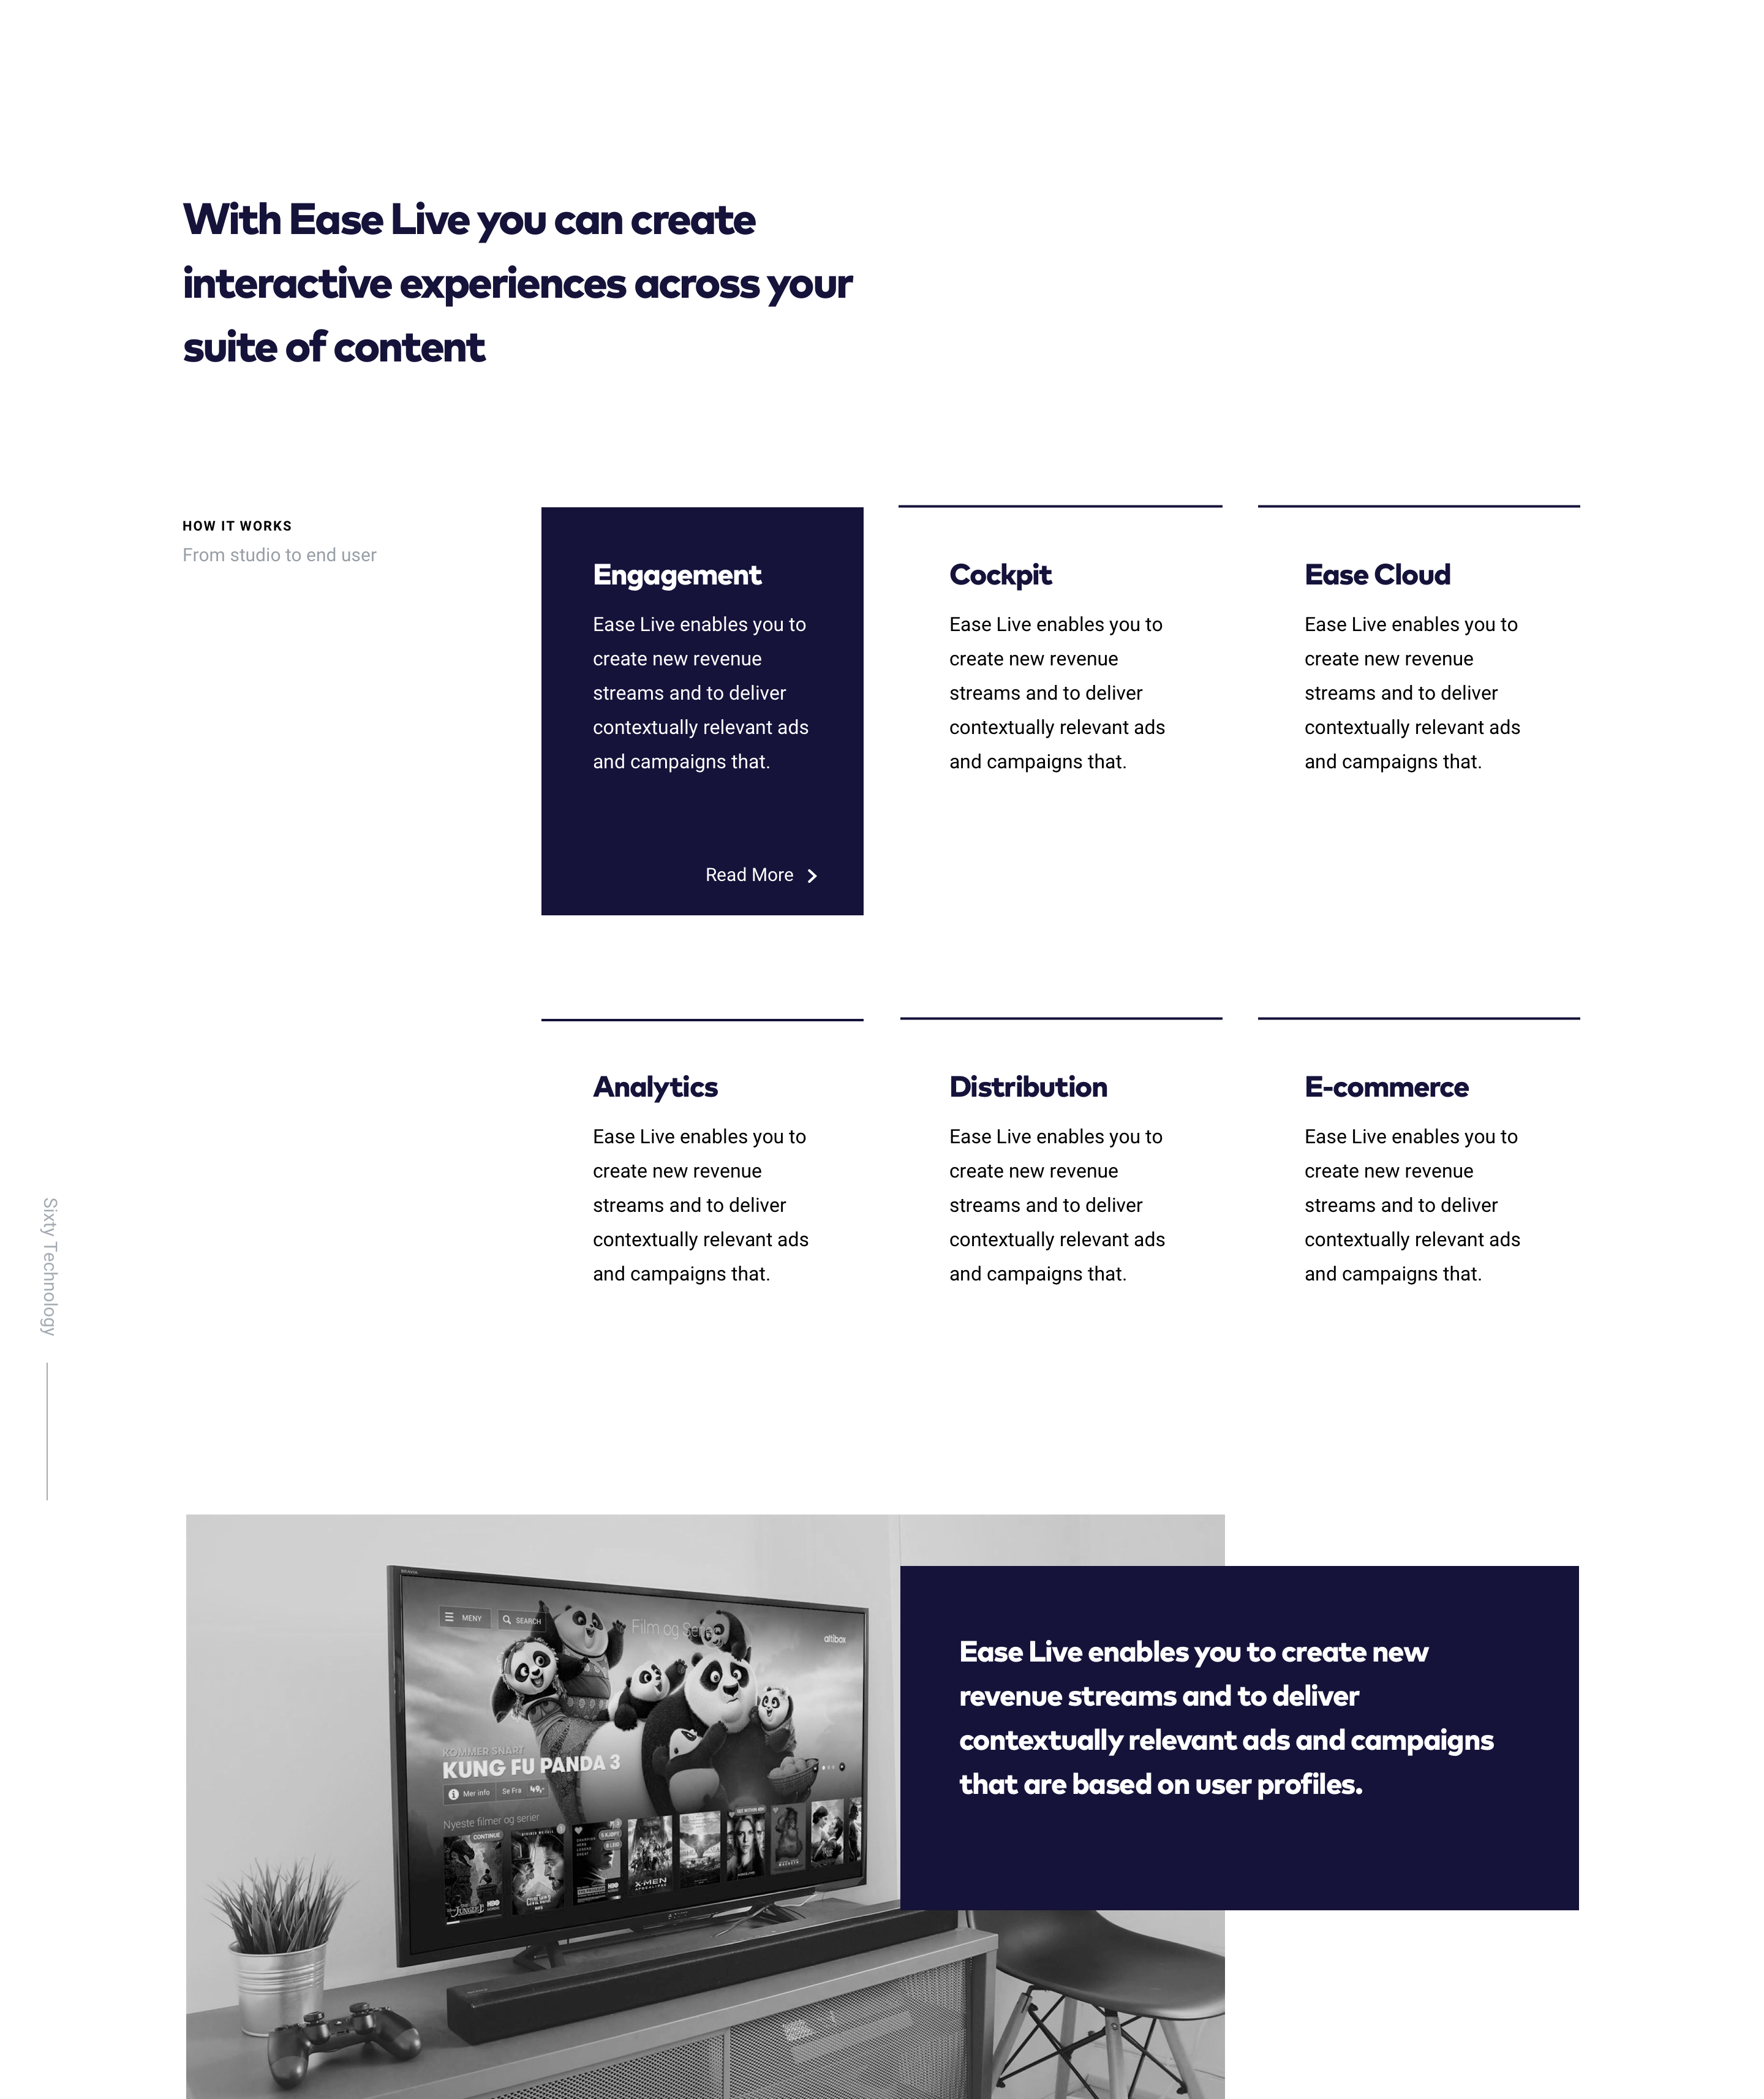 With Ease Live you can create
interactive experiences across your
suite of content
HOW IT WORKS
From studio to end user
Engagement
Ease Live enables you to
create new revenue
streams and to deliver
contextually relevant ads
and campaigns that.
Read More
Cockpit
Ease Live enables you to
create new revenue
streams and to deliver
contextually relevant ads
and campaigns that.
Ease Cloud
Ease Live enables you to
create new revenue
streams and to deliver
contextually relevant ads
and campaigns that.
Analytics
Ease Live enables you to
create new revenue
streams and to deliver
contextually relevant ads
and campaigns that.
Distribution
Ease Live enables you to
create new revenue
streams and to deliver
contextually relevant ads
and campaigns that.
E-commerce
Ease Live enables you to
create new revenue
streams and to deliver
contextually relevant ads
and campaigns that.
Sixty Technology
MENY
SEARCH
Film og Serier
altibox
KOMMER SNART
KUNG FU PANDA 3
Mer info
Se Fra
49,-
Nyeste filmer og serier
CONTINUE
HBO
X-MEN
HBO
Ease Live enables you to create new
revenue streams and to deliver
contextually relevant ads and campaigns
that are based on user profiles.